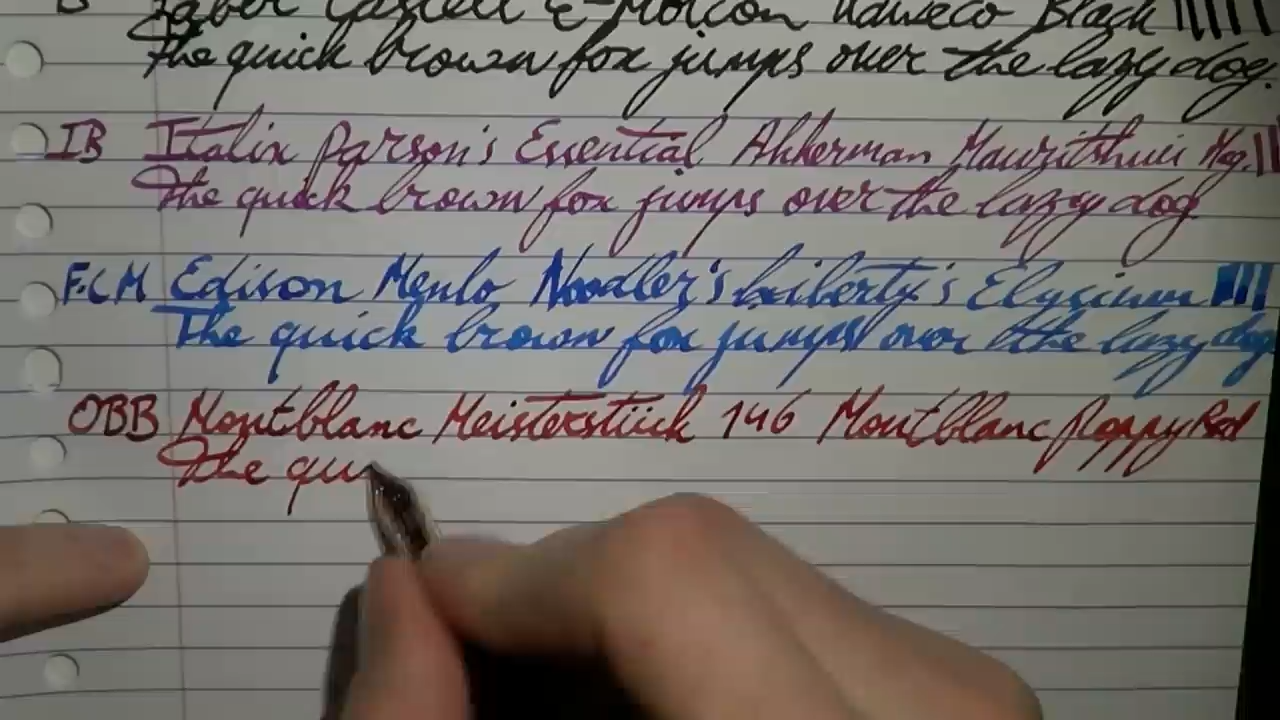 B Faber Castell E-Motion Kaweco Black
The quick brown fox jumps over the lazy dog.
IB Italix Parson's Essential Akkerman Mauritshuis Mag.
The quick brown fox jumps over the lazy dog
F.C.M Edison Menlo Noodler's Liberty's Elysium
The quick brown fox jumps over the lazy dog
OBB Montblanc Meisterstück 146 Montblanc Poppy Red
The qu